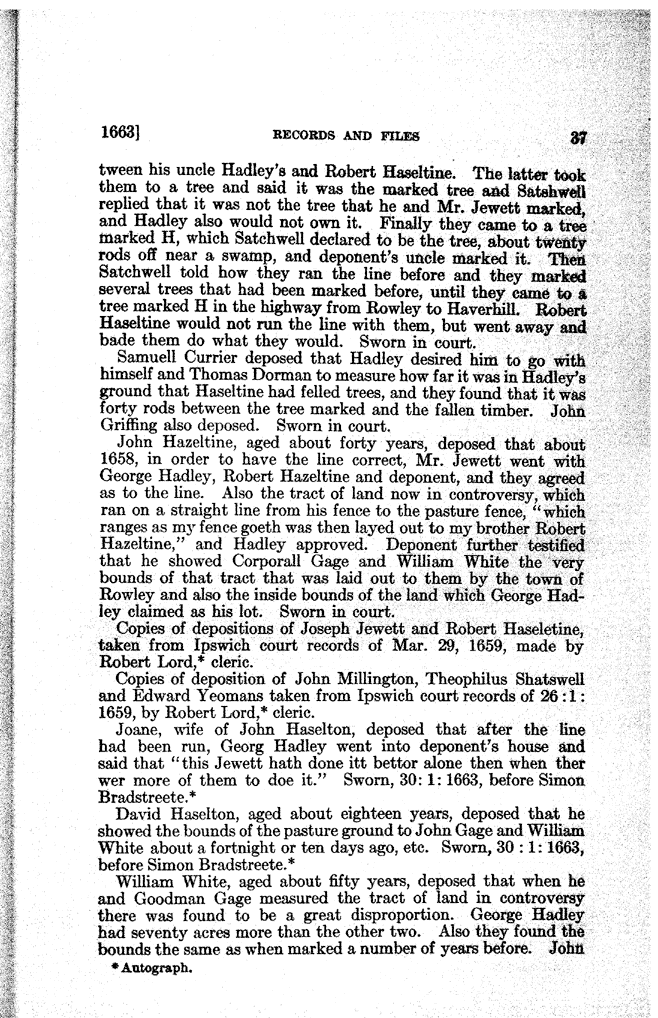 1663] RECORDS AND FILES 37
tween his uncle Hadley's and Robert Haseltine. The latter took
them to a tree and said it was the marked tree and Satshwell
replied that it was not the tree that he and Mr. Jewett marked,
and Hadley also would not own it. Finally they came to a tree
marked H, which Satchwell declared to be the tree, about twenty
rods off near a swamp, and deponent's uncle marked it. Then
Satchwell told how they ran the line before and they marked
several trees that had been marked before, until they came to a
tree marked H in the highway from Rowley to Haverhill. Robert
Haseltine would not run the line with them, but went away and
bade them do what they would. Sworn in court.
Samuell Currier deposed that Hadley desired him to go with
himself and Thomas Dorman to measure how far it was in Hadley's
ground that Haseltine had felled trees, and they found that it was
forty rods between the tree marked and the fallen timber. John
Griffing also deposed. Sworn in court.
John Hazeltine, aged about forty years, deposed that about
1658, in order to have the line correct, Mr. Jewett went with
George Hadley, Robert Hazeltine and deponent, and they agreed
as to the line. Also the tract of land now in controversy, which
ran on a straight line from his fence to the pasture fence, "which
ranges as my fence goeth was then layed out to my brother Robert
Hazeltine," and Hadley approved. Deponent further testified
that he showed Corporall Gage and William White the very
bounds of that tract that was laid out to them by the town of
Rowley and also the inside bounds of the land which George Had-
ley claimed as his lot. Sworn in court.
Copies of depositions of Joseph Jewett and Robert Haseletine,
taken from Ipswich court records of Mar. 29, 1659, made by
Robert Lord,* cleric.
Copies of deposition of John Millington, Theophilus Shatswell
and Edward Yeomans taken from Ipswich court records of 26 : 1 :
1659, by Robert Lord,* cleric.
Joane, wife of John Haselton, deposed that after the line
had been run, Georg Hadley went into deponent's house and
said that "this Jewett hath done itt bettor alone then when ther
wer more of them to doe it." Sworn, 30: 1: 1663, before Simon
Bradstreete.*
David Haselton, aged about eighteen years, deposed that he
showed the bounds of the pasture ground to John Gage and William
White about a fortnight or ten days ago, etc. Sworn, 30 : 1 : 1663,
before Simon Bradstreete.*
William White, aged about fifty years, deposed that when he
and Goodman Gage measured the tract of land in controversy
there was found to be a great disproportion. George Hadley
had seventy acres more than the other two. Also they found the
bounds the same as when marked a number of years before. John
* Autograph.